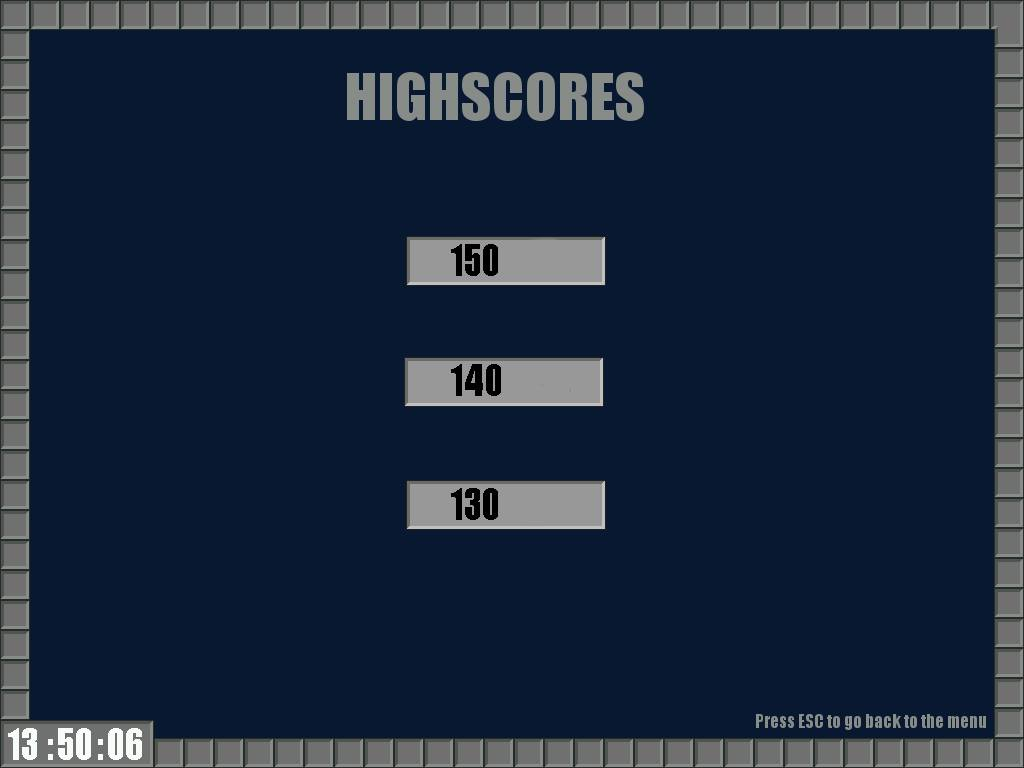 HIGHSCORES
150
140
130
Press ESC to go back to the menu
13 :50:06